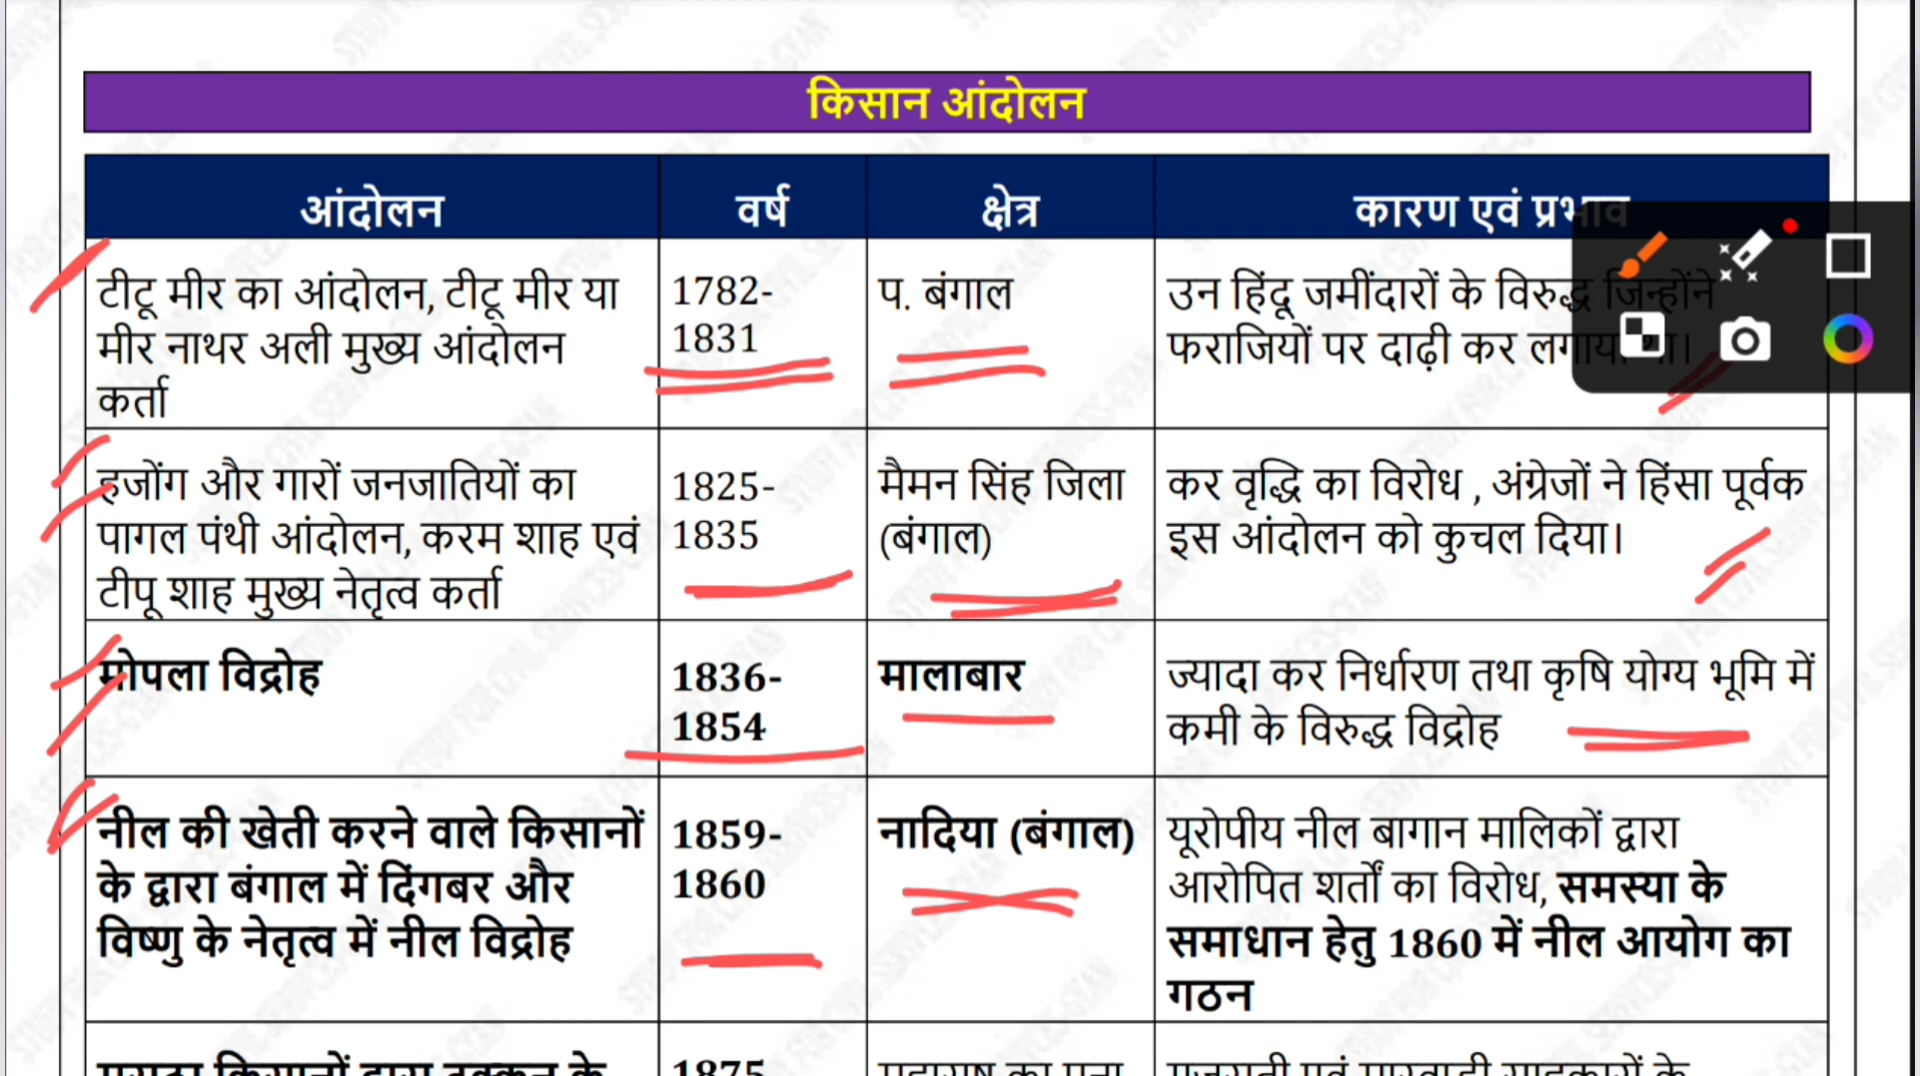 किसान आंदोलन
आंदोलन वर्ष क्षेत्र कारण एवं प्रभाव
टीटू मीर का आंदोलन, टीटू मीर या
मीर नाथर अली मुख्य आंदोलन
कर्ता
1782-
1831
प. बंगाल
उन हिंदू जमींदारों के विरुद्ध जिन्होंने
फराजियों पर दाढ़ी कर लगाया था।
हजोंग और गारों जनजातियों का
पागल पंथी आंदोलन, करम शाह एवं
टीपू शाह मुख्य नेतृत्व कर्ता
1825-
1835
मैमन सिंह जिला
(बंगाल)
कर वृद्धि का विरोध , अंग्रेजों ने हिंसा पूर्वक
इस आंदोलन को कुचल दिया।
मोपला विद्रोह
1836-
1854
मालाबार
ज्यादा कर निर्धारण तथा कृषि योग्य भूमि में
कमी के विरुद्ध विद्रोह
नील की खेती करने वाले किसानों
के द्वारा बंगाल में दिंगबर और
विष्णु के नेतृत्व में नील विद्रोह
1859-
1860
नादिया (बंगाल)
यूरोपीय नील बागान मालिकों द्वारा
आरोपित शर्तों का विरोध, समस्या के
समाधान हेतु 1860 में नील आयोग का
गठन
1875